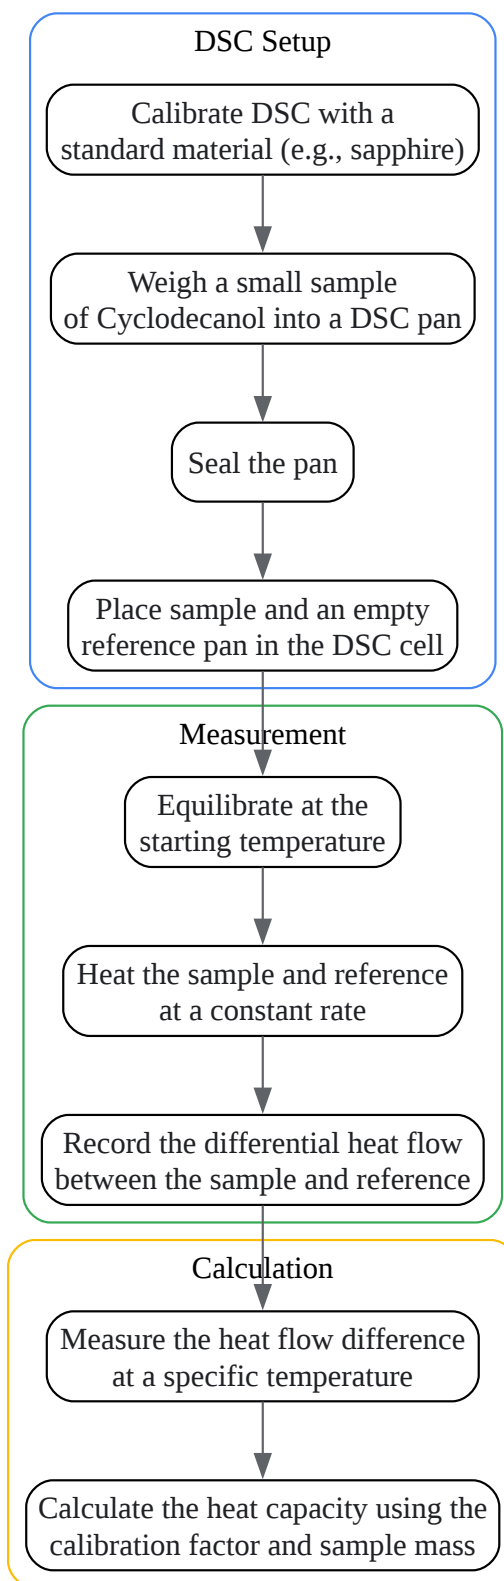 DSC Setup
Calibrate DSC with a
standard material (e.g., sapphire)
Weigh a small sample
of Cyclodecanol into a DSC pan
Seal the pan
Place sample and an empty
reference pan in the DSC cell
Measurement
Equilibrate at the
starting temperature
Heat the sample and reference
at a constant rate
Record the differential heat flow
between the sample and reference
Calculation
Measure the heat flow difference
at a specific temperature
Calculate the heat capacity using the
calibration factor and sample mass